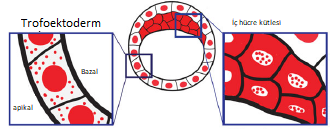 Trofoektoderm
İç hücre kütlesi
Bazal
apikal